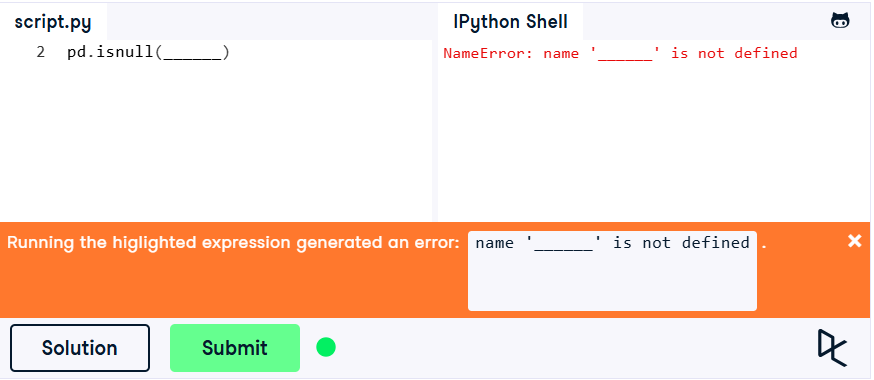 script.py
IPython Shell
2 pd.isnull(______)
NameError: name '______' is not defined
Running the higlighted expression generated an error: name '______' is not defined .
Solution
Submit